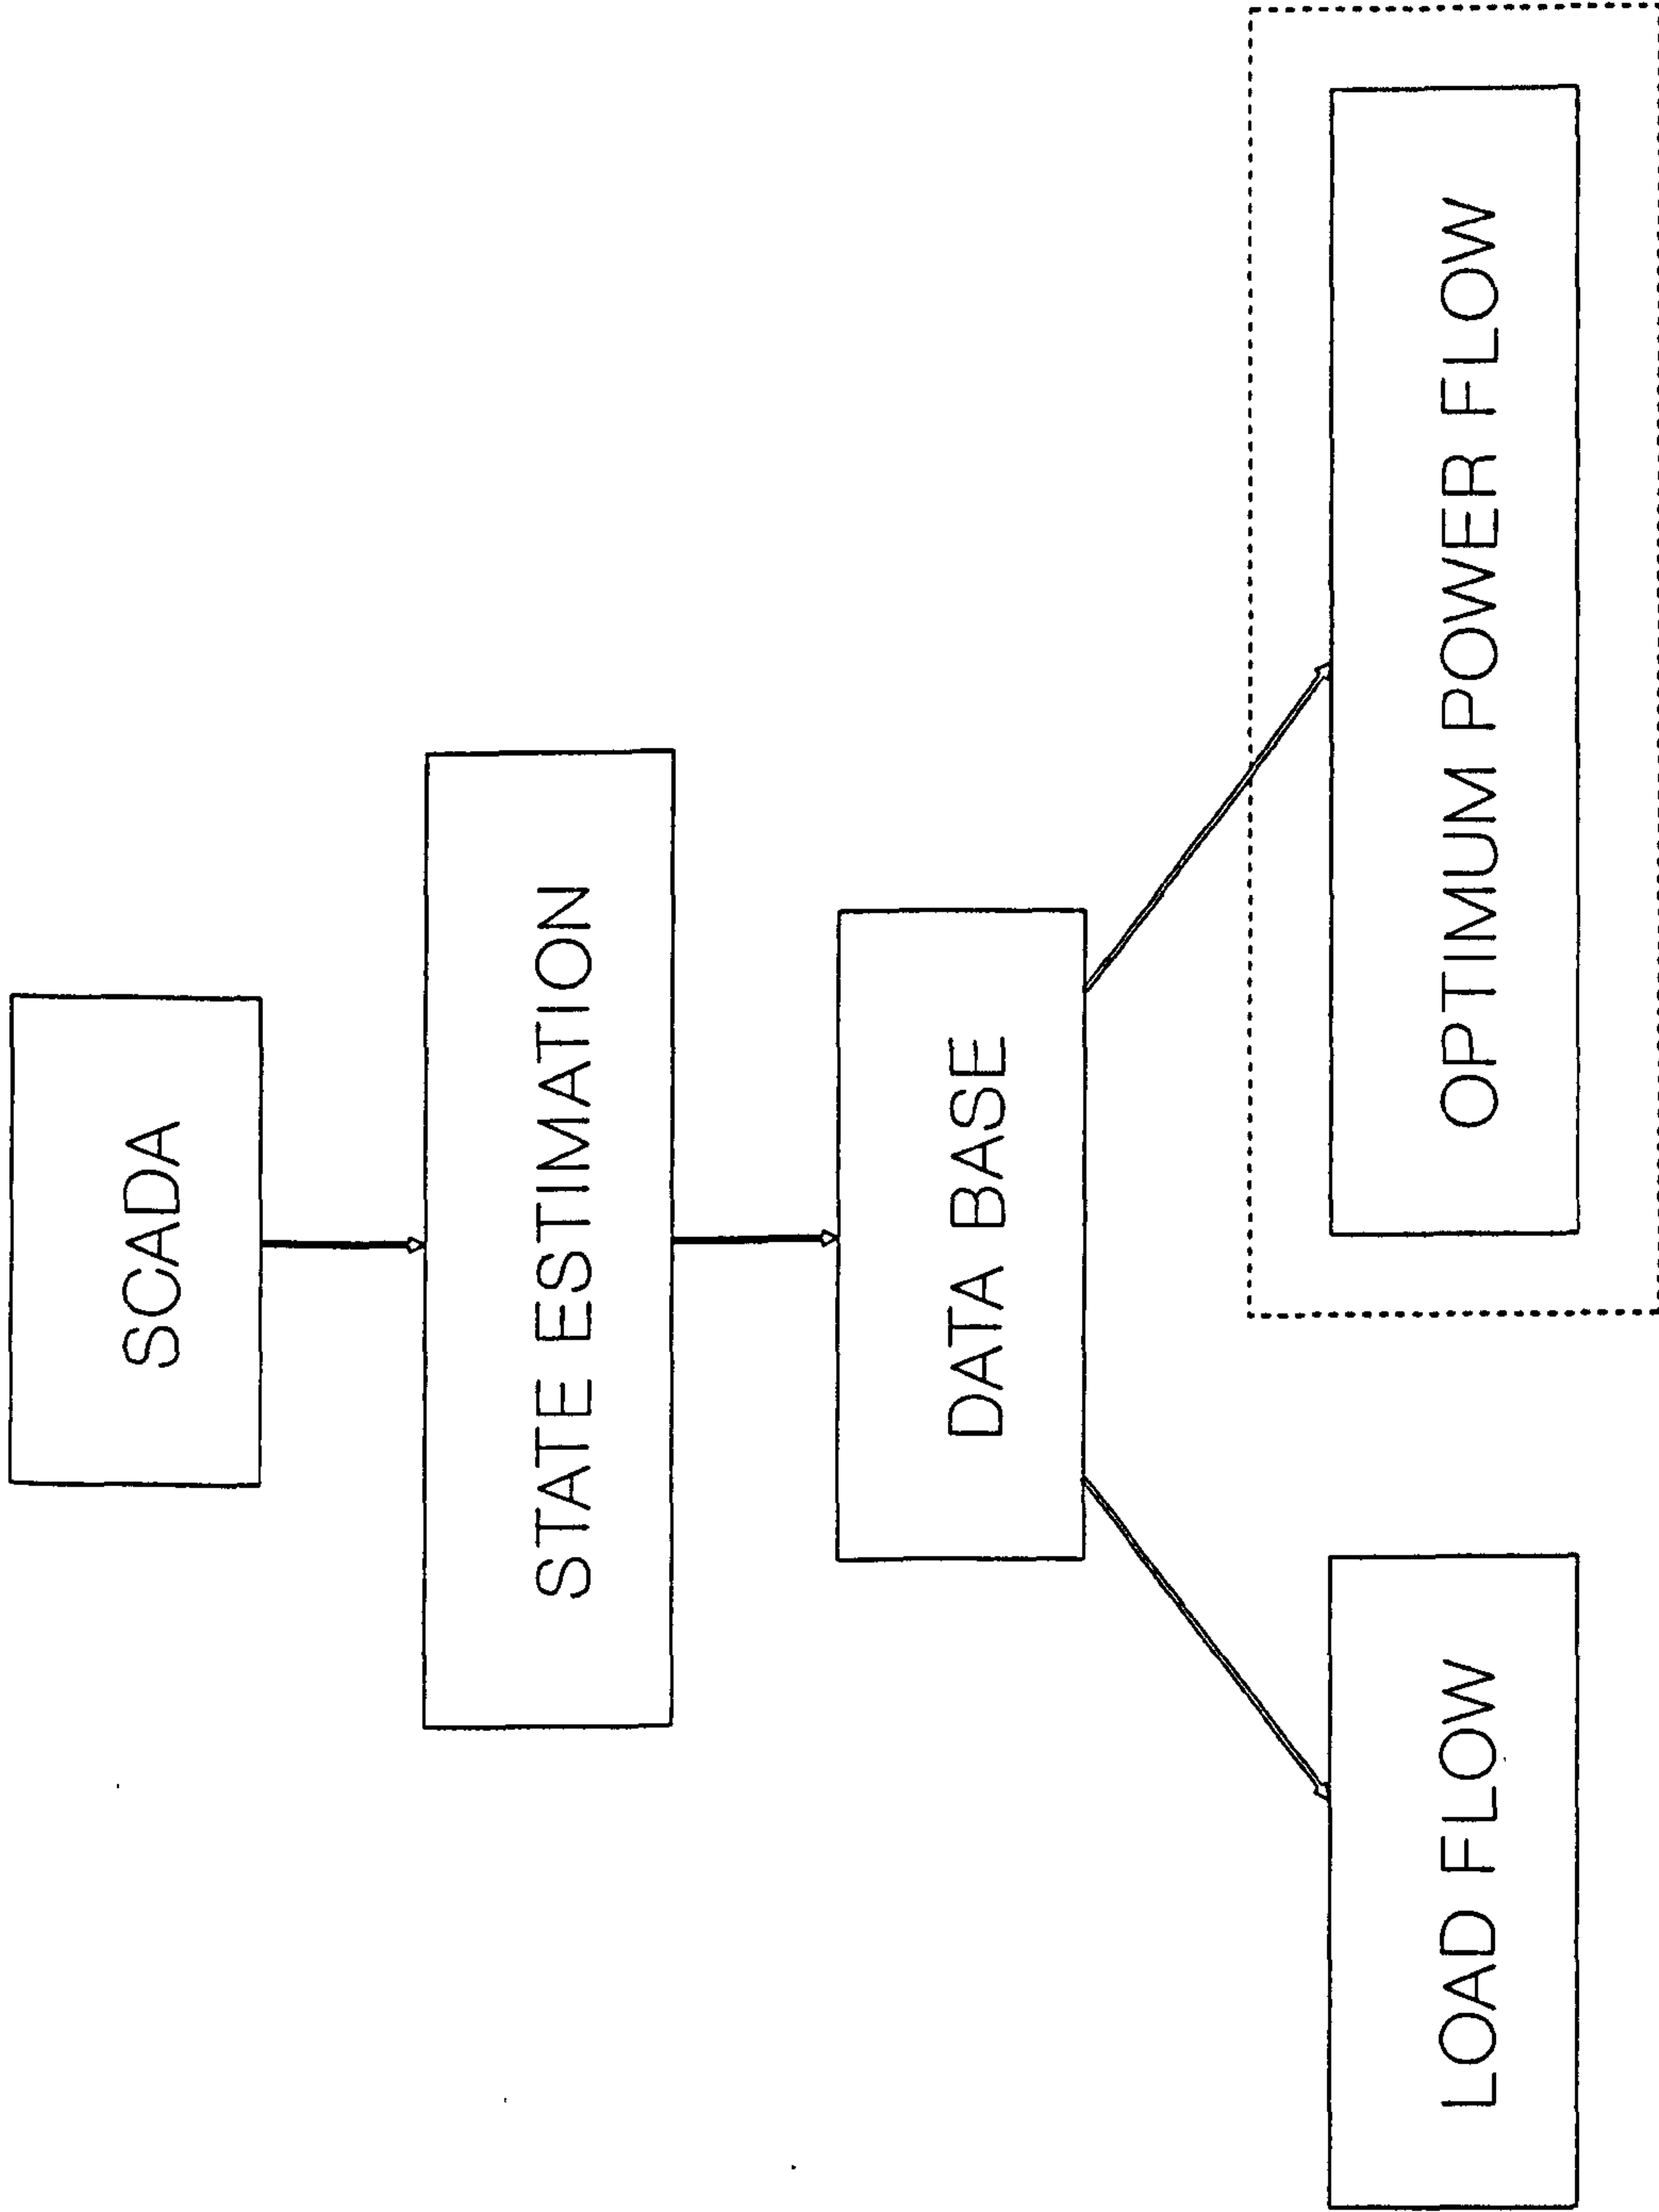 SCADA
STATE ESTIMATION
DATA BASE
LOAD FLOW
OPTIMUM POWER FLOW